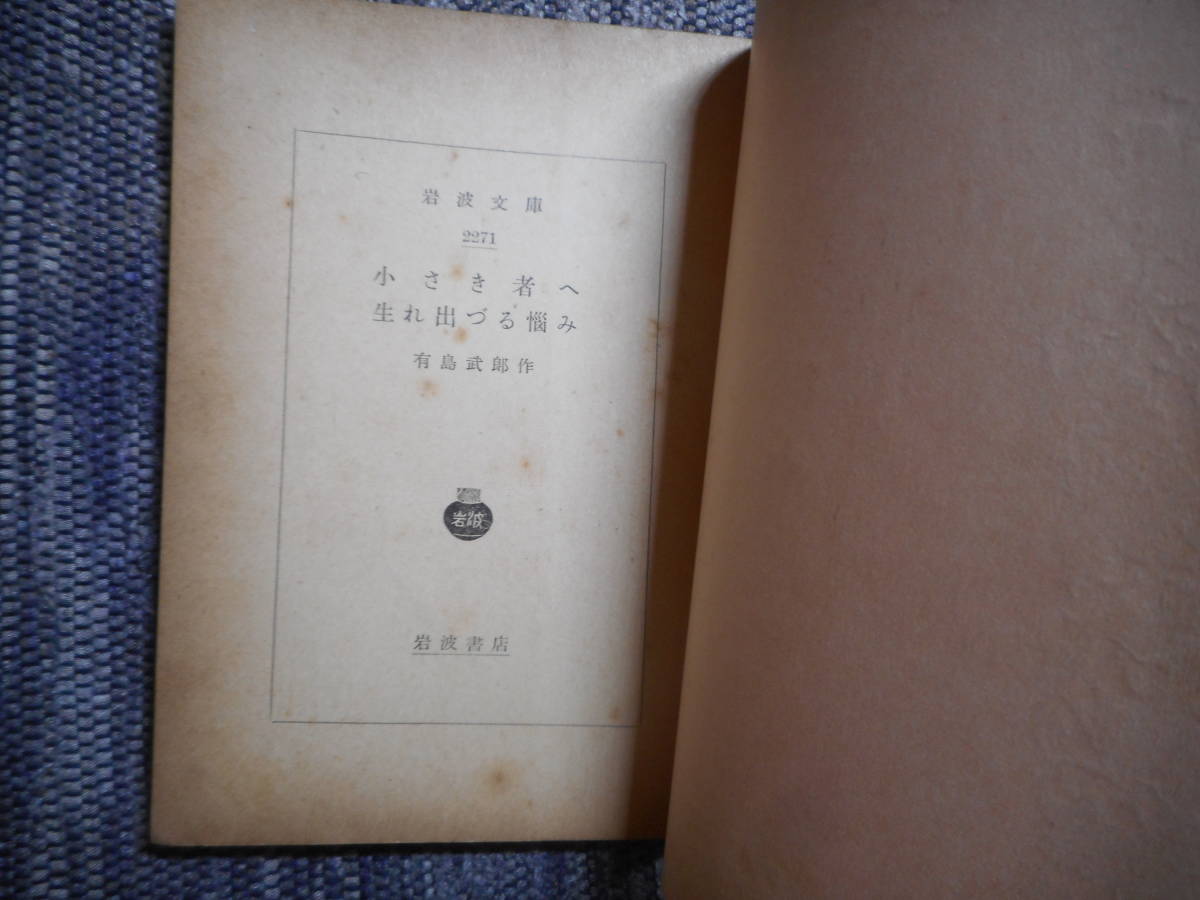 岩波文庫
2271
小さき者へ
生れ出づる悩み
有島武郎作
岩波
岩波書店